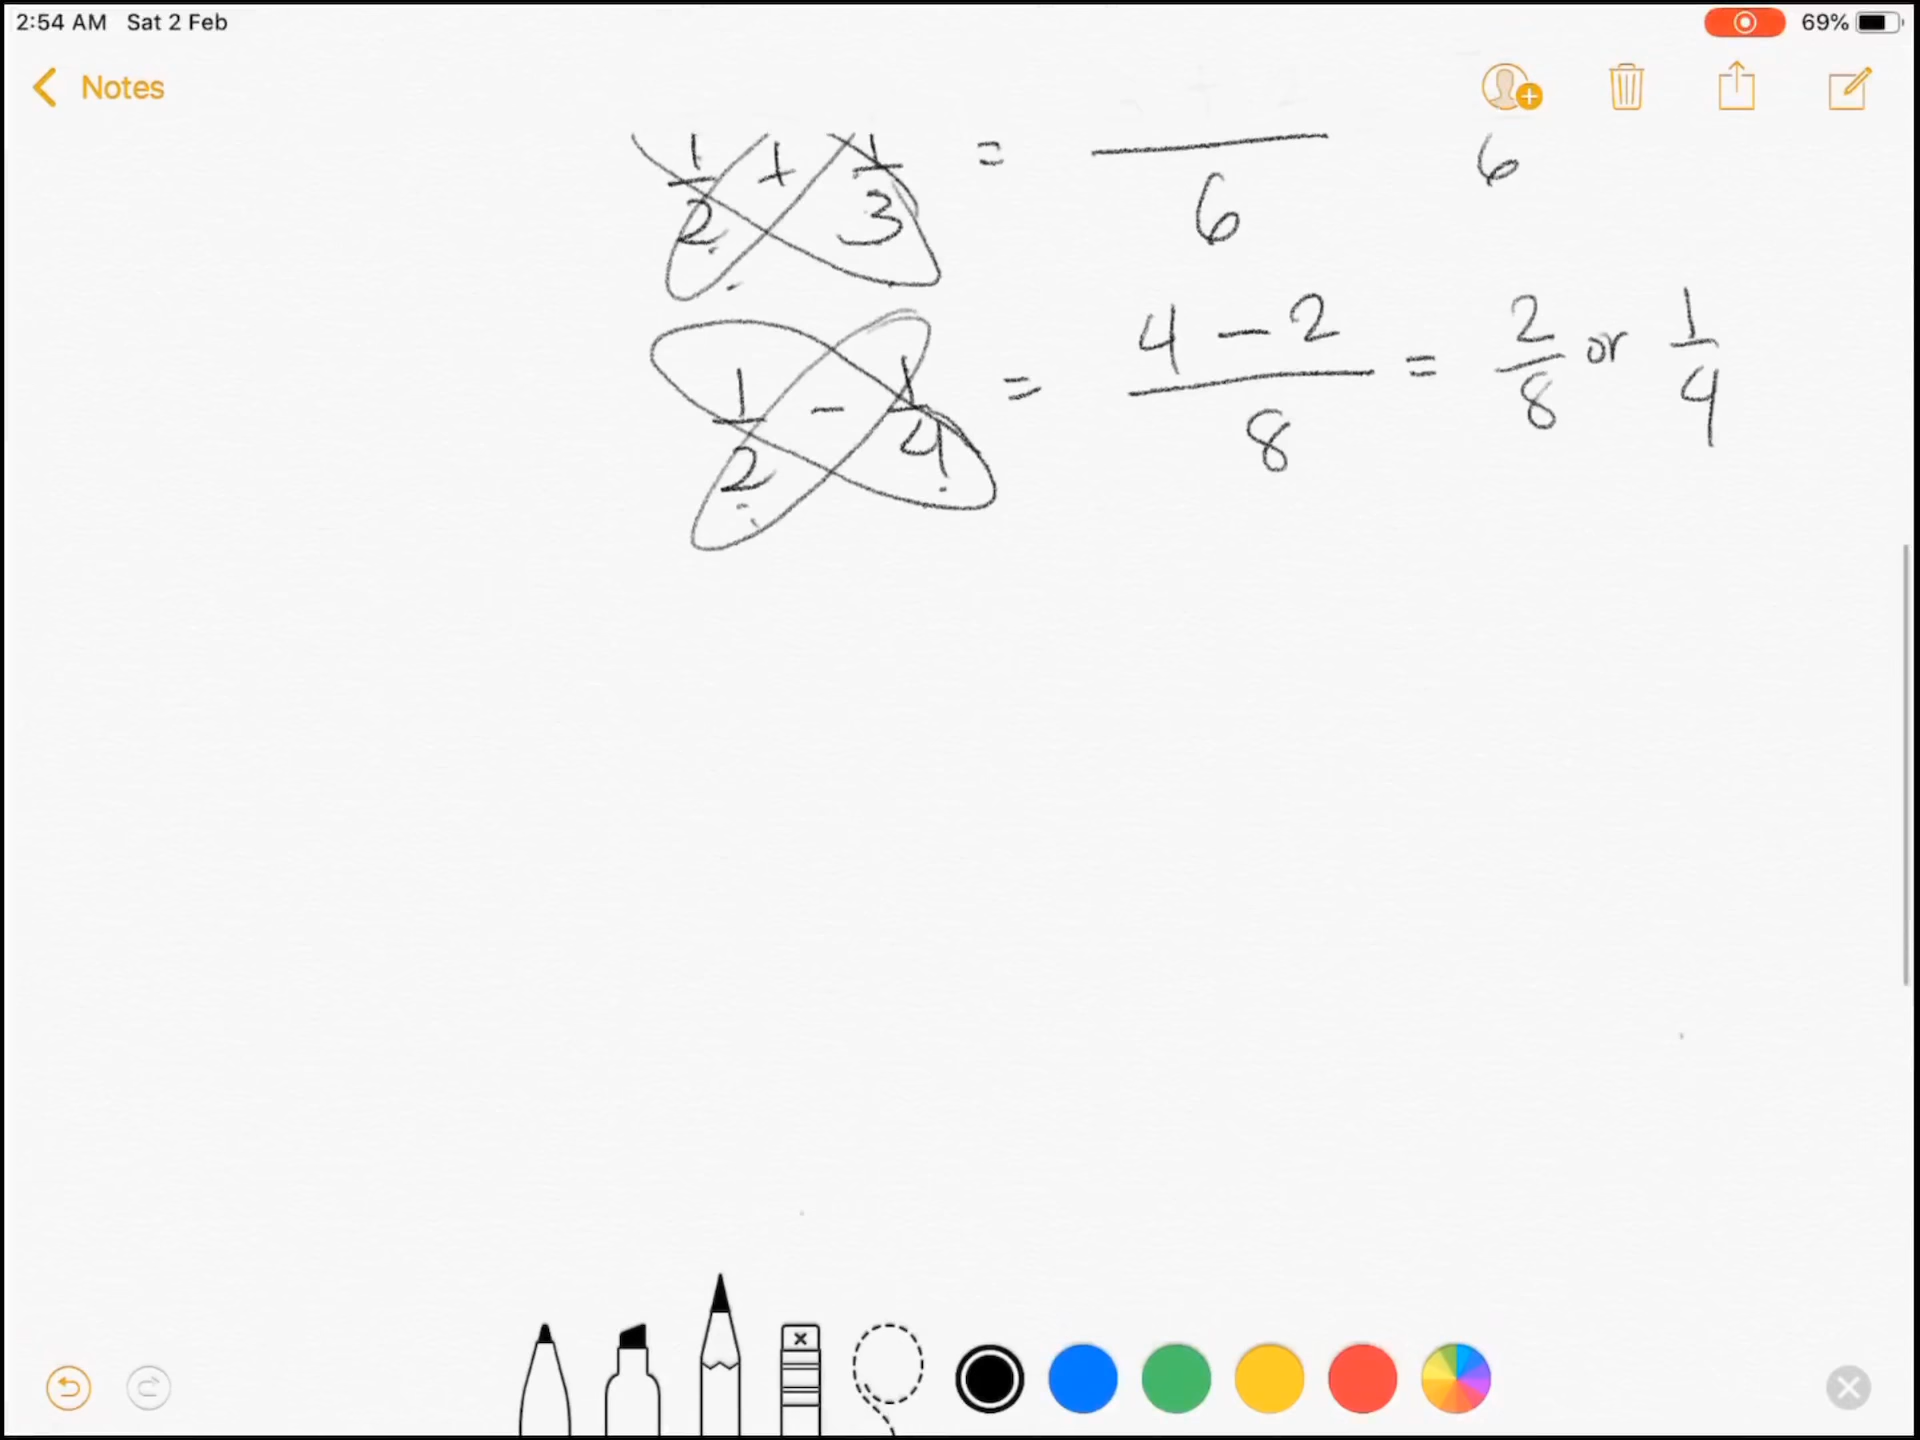 2:54 AM Sat 2 Feb 69%
Notes
1/2 + 1/3 = /6 6
1/2 - 1/4 = 4 - 2/8 = 2/8 or 1/4